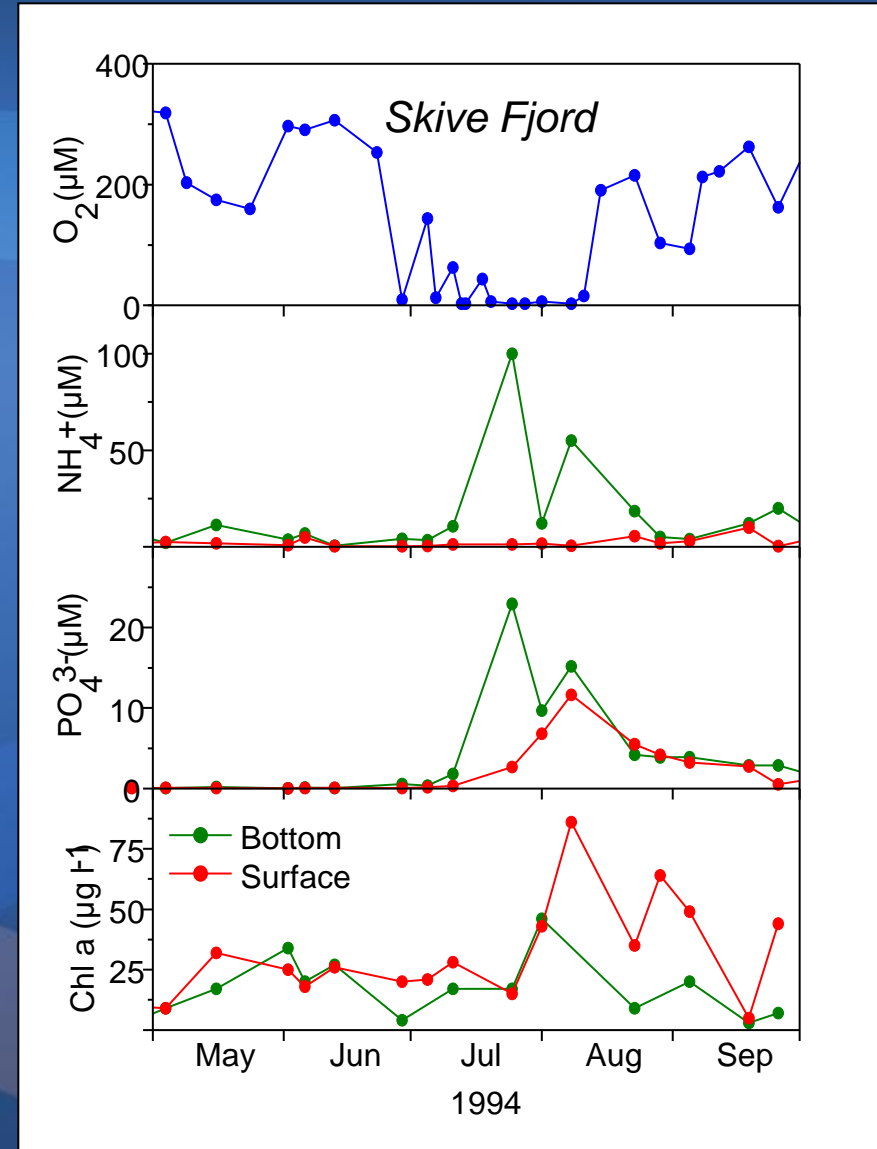 Skive Fjord
400
200
0
O2(µM)
100
50
NH4+(µM)
20
10
0
PO43-(µM)
75
50
25
Chl a (µg l-1)
Bottom
Surface
May Jun Jul Aug Sep
1994